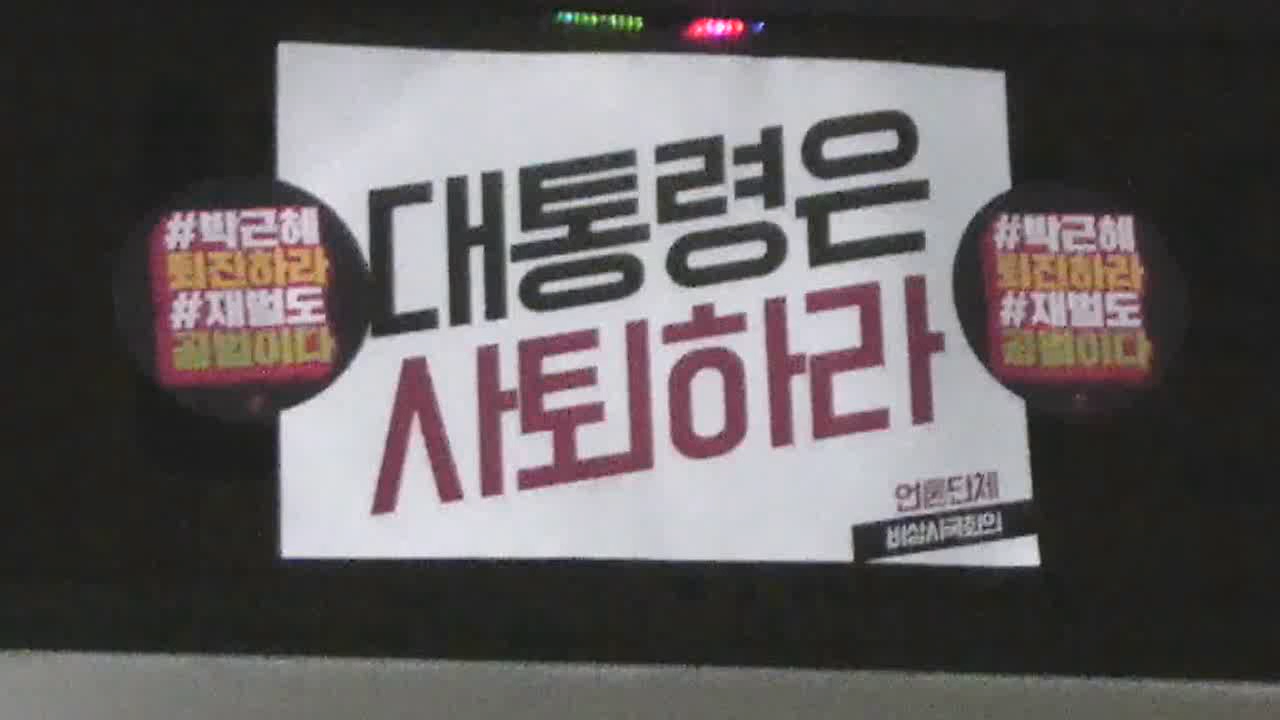 대통령은
사퇴하라
언론단체
비상시국회의
#박근혜
퇴진하라
#재벌도
공범이다
#박근혜
퇴진하라
#재벌도
공범이다